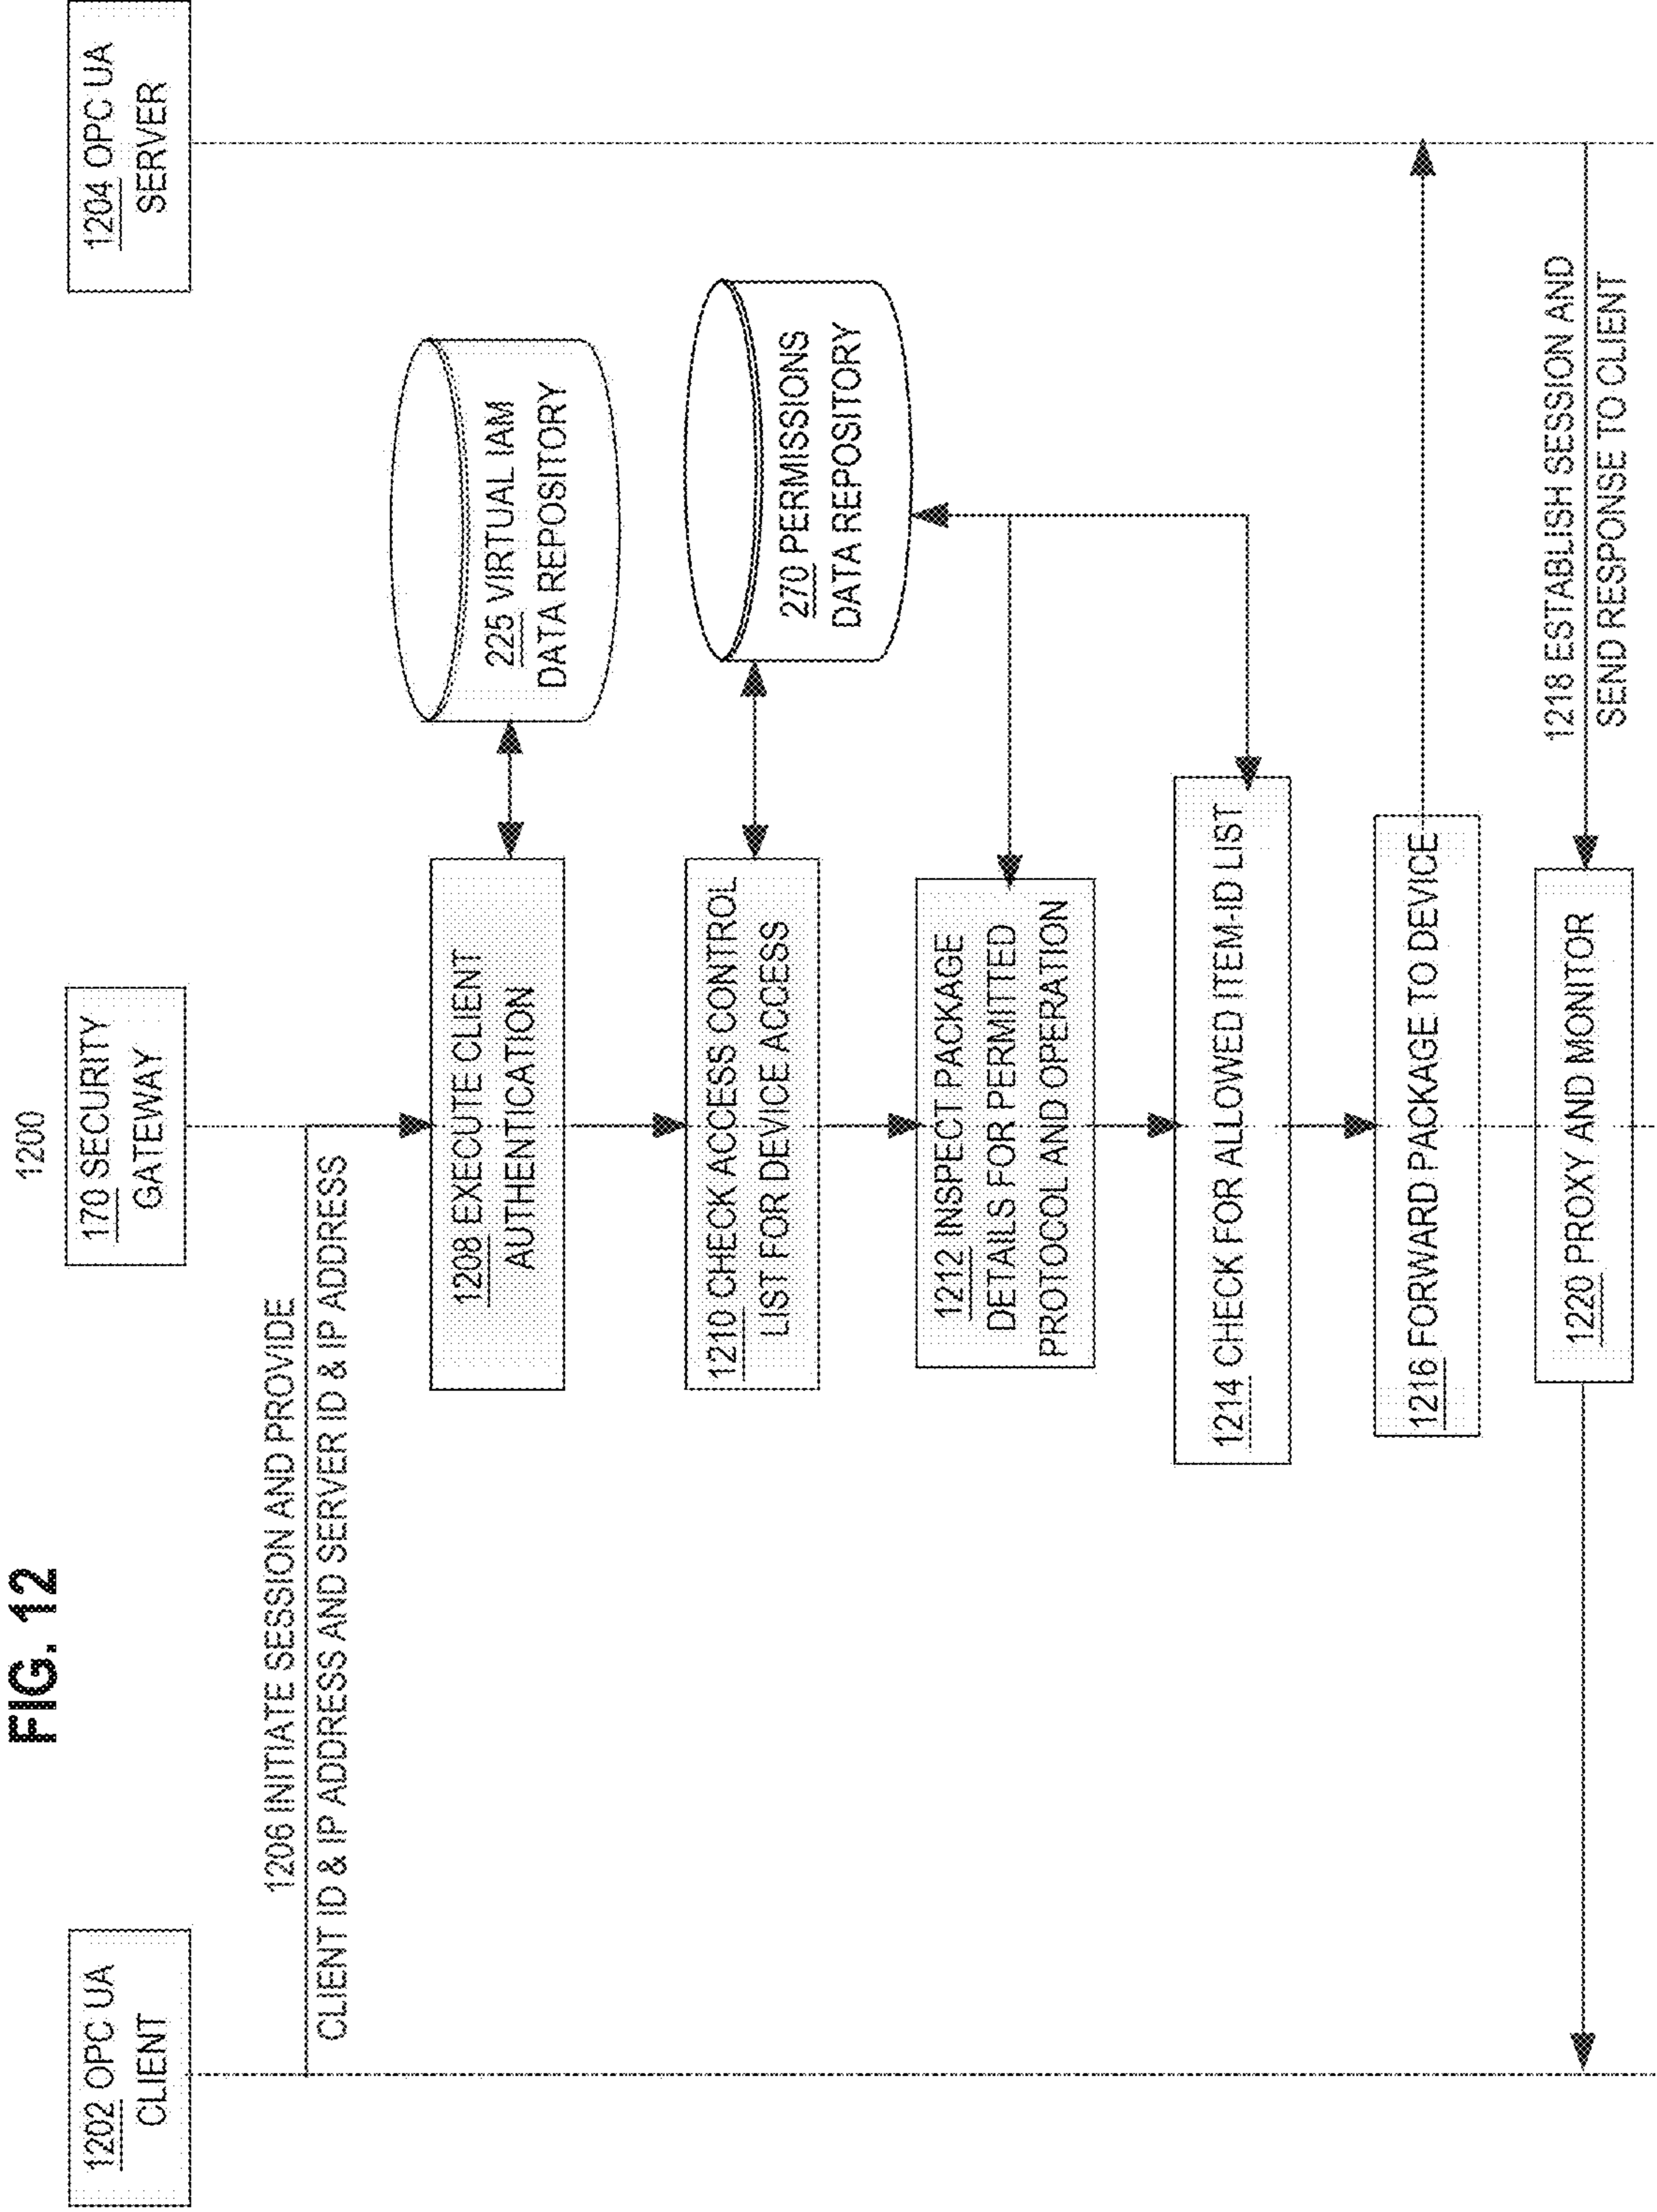 FIG. 12
1200
1202 OPC UA
CLIENT
170 SECURITY
GATEWAY
1204 OPC UA
SERVER
1206 INITIATE SESSION AND PROVIDE
CLIENT ID & IP ADDRESS AND SERVER ID & IP ADDRESS
1208 EXECUTE CLIENT
AUTHENTICATION
225 VIRTUAL IAM
DATA REPOSITORY
1210 CHECK ACCESS CONTROL
LIST FOR DEVICE ACCESS
270 PERMISSIONS
DATA REPOSITORY
1212 INSPECT PACKAGE
DETAILS FOR PERMITTED
PROTOCOL AND OPERATION
1214 CHECK FOR ALLOWED ITEM-ID LIST
1216 FORWARD PACKAGE TO DEVICE
1218 ESTABLISH SESSION AND
SEND RESPONSE TO CLIENT
1220 PROXY AND MONITOR